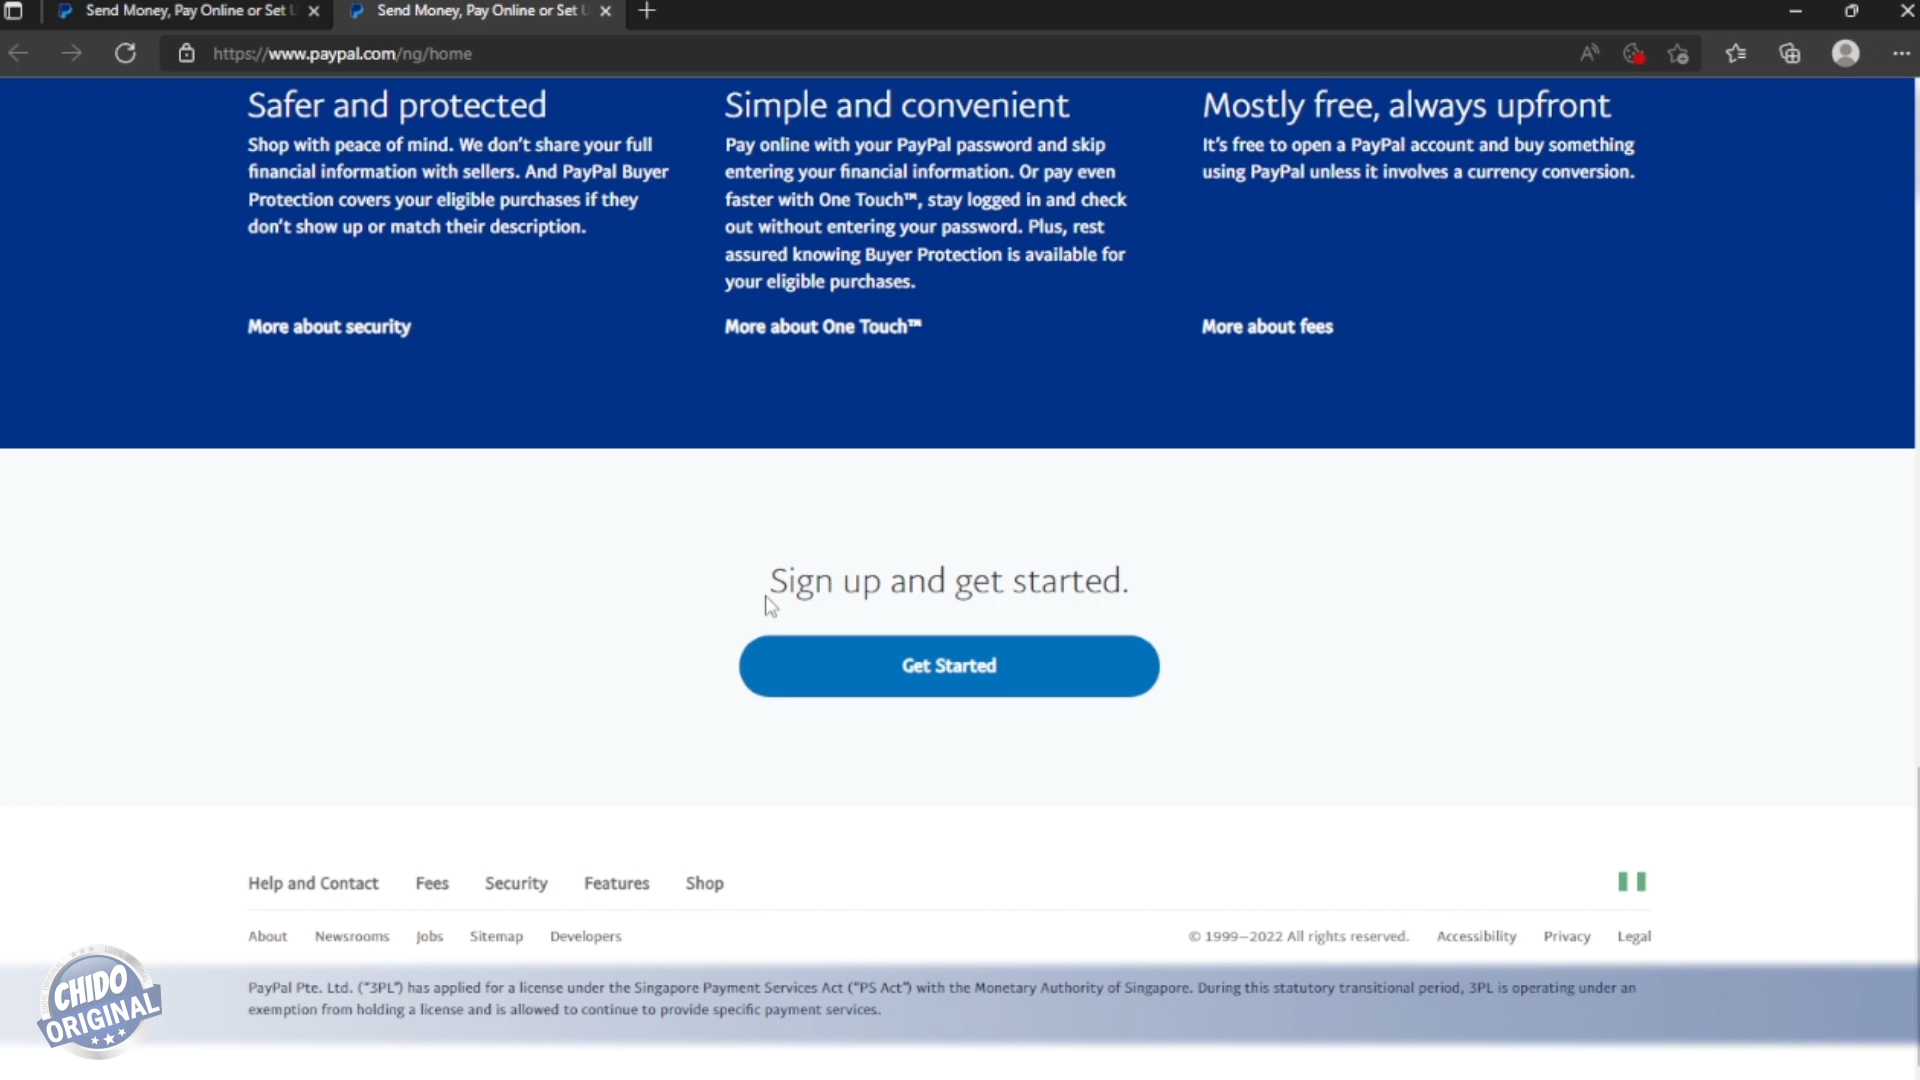 Send Money, Pay Online or Set U
Send Money, Pay Online or Set U
https://www.paypal.com/ng/home
Safer and protected
Shop with peace of mind. We don't share your full
financial information with sellers. And PayPal Buyer
Protection covers your eligible purchases if they
don't show up or match their description.
More about security
Simple and convenient
Pay online with your PayPal password and skip
entering your financial information. Or pay even
faster with One Touch™, stay logged in and check
out without entering your password. Plus, rest
assured knowing Buyer Protection is available for
your eligible purchases.
More about One Touch™
Mostly free, always upfront
It's free to open a PayPal account and buy something
using PayPal unless it involves a currency conversion.
More about fees
Sign up and get started.
Get Started
Help and Contact Fees Security Features Shop
About Newsrooms Jobs Sitemap Developers
© 1999–2022 All rights reserved. Accessibility Privacy Legal
PayPal Pte. Ltd. ("3PL") has applied for a license under the Singapore Payment Services Act ("PS Act") with the Monetary Authority of Singapore. During this statutory transitional period, 3PL is operating under an
exemption from holding a license and is allowed to continue to provide specific payment services.
CHIDO
ORIGINAL